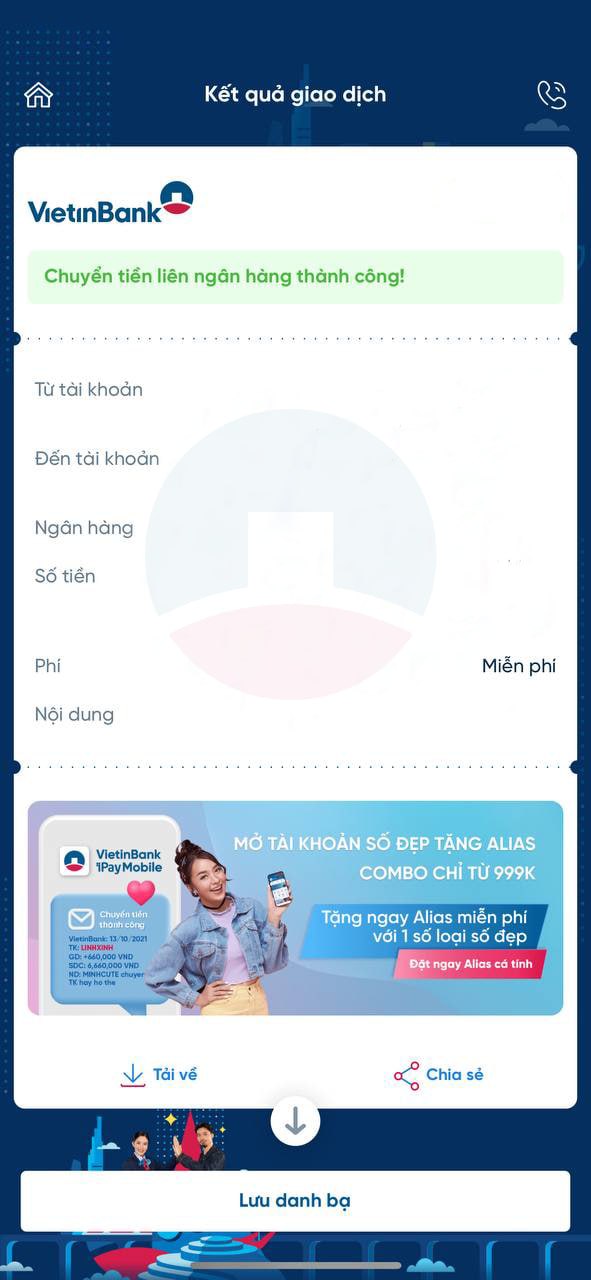 Kết quả giao dịch
VietinBank
Chuyển tiền liên ngân hàng thành công!
Từ tài khoản
Đến tài khoản
Ngân hàng
Số tiền
Phí
Miễn phí
Nội dung
VietinBank
iPay Mobile
Chuyển tiền
thành công
VietinBank: 13/10/2021
TK: LINHXINH
GD: +660,000 VND
SDC: 6,660,000 VND
ND: MINHCUTE chuyen
TK hay ho the
MỞ TÀI KHOẢN SỐ ĐẸP TẶNG ALIAS
COMBO CHỈ TỪ 999K
Tặng ngay Alias miễn phí
với 1 số loại số đẹp
Đặt ngay Alias cá tính
Tải về
Chia sẻ
Lưu danh bạ